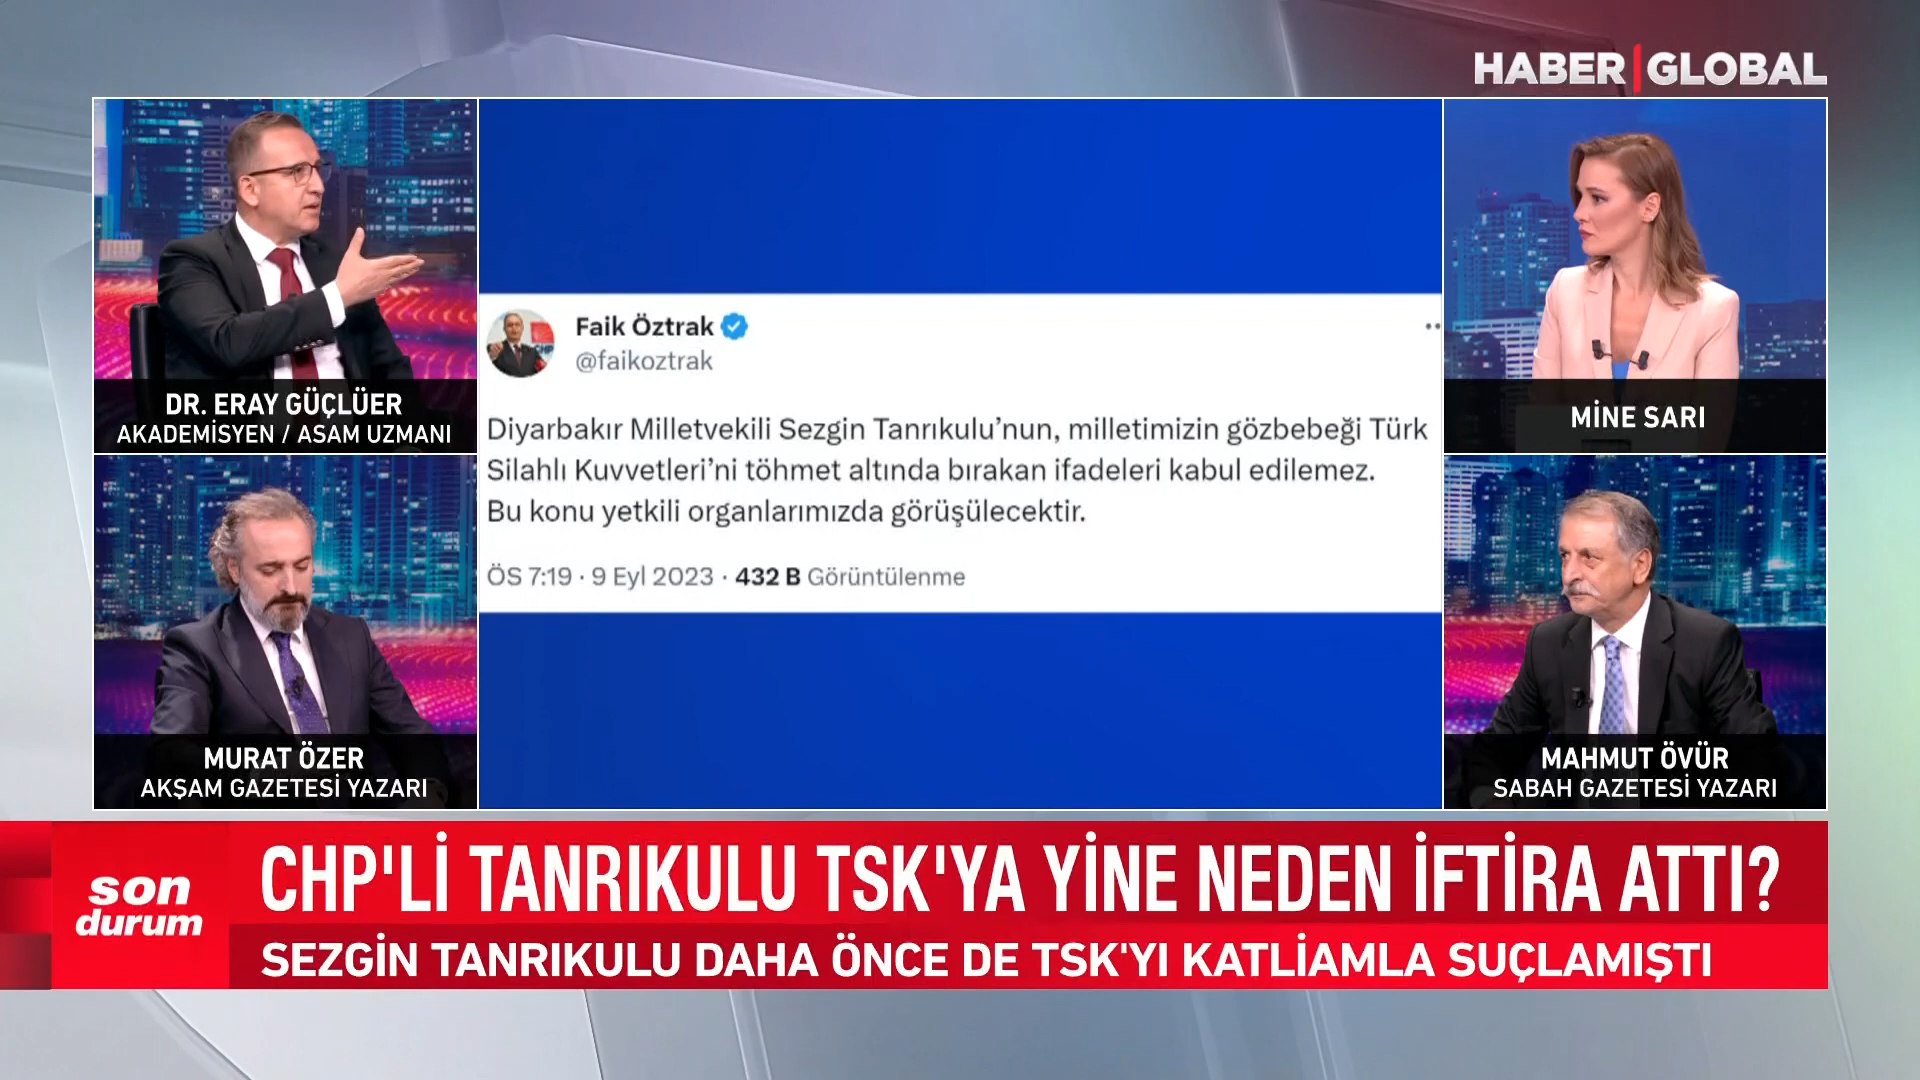 HABER GLOBAL
DR. ERAY GÜÇLÜER
AKADEMİSYEN / ASAM UZMANI
Faik Öztrak
@faikoztrak
Diyarbakır Milletvekili Sezgin Tanrıkulu’nun, milletimizin gözbebeği Türk
Silahlı Kuvvetleri’ni töhmet altında bırakan ifadeleri kabul edilemez.
Bu konu yetkili organlarımızda görüşülecektir.
ÖS 7:19 · 9 Eyl 2023 · 432 B Görüntülenme
MİNE SARI
MURAT ÖZER
AKŞAM GAZETESİ YAZARI
MAHMUT ÖVÜR
SABAH GAZETESİ YAZARI
son
durum
CHP'Lİ TANRIKULU TSK'YA YİNE NEDEN İFTİRA ATTI?
SEZGİN TANRIKULU DAHA ÖNCE DE TSK'YI KATLİAMLA SUÇLAMIŞTI